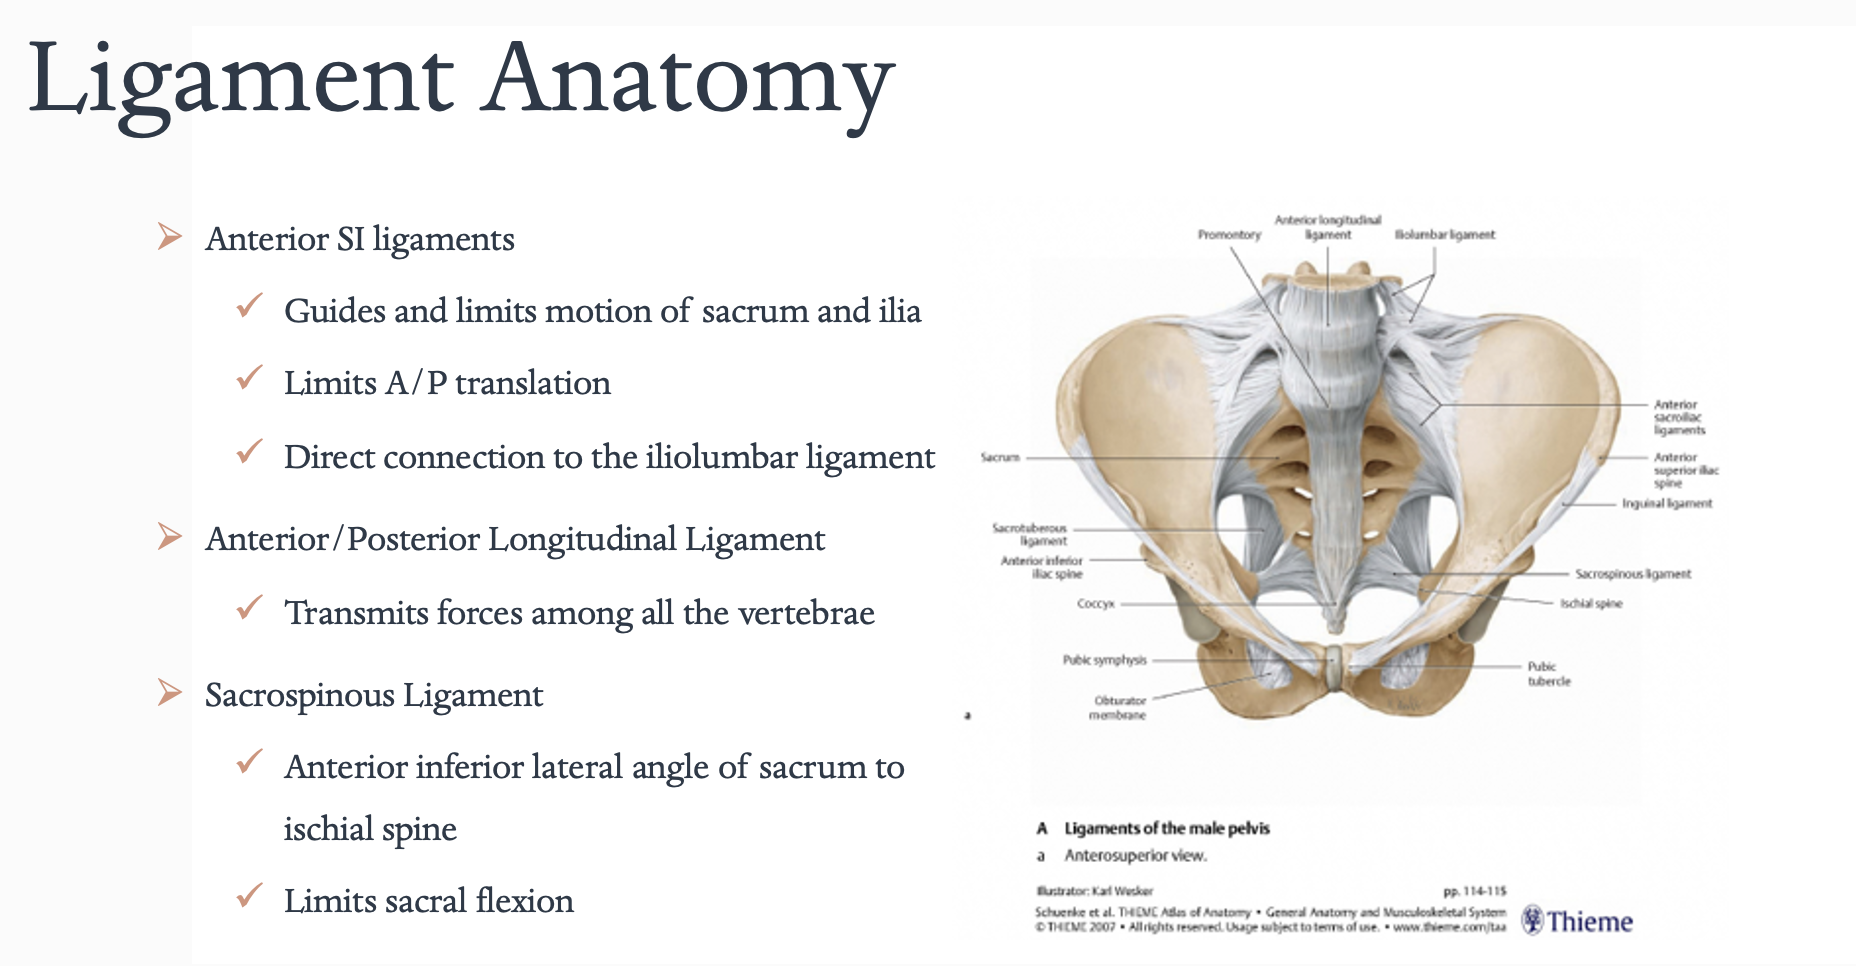 Ligament Anatomy
Anterior SI ligaments
Guides and limits motion of sacrum and ilia
Limits A/P translation
Direct connection to the iliolumbar ligament
Anterior/Posterior Longitudinal Ligament
Transmits forces among all the vertebrae
Sacrospinous Ligament
Anterior inferior lateral angle of sacrum to
ischial spine
Limits sacral flexion
Promontory
Anterior longitudinal
ligament
Iliolumbar ligament
Anterior
sacroiliac
ligaments
Sacrum
Anterior
superior iliac
spine
Inguinal ligament
Sacrotuberous
ligament
Anterior inferior
iliac spine
Sacrospinous ligament
Coccyx
Ischial spine
Pubic symphysis
Pubic
tubercle
Obturator
membrane
a
A Ligaments of the male pelvis
a Anterosuperior view.
Illustrator: Karl Wesker
pp. 114-115
Schuenke et al. THIEME Atlas of Anatomy • General Anatomy and Musculoskeletal System
© THIEME 2007 • All rights reserved. Usage subject to terms of use. • www.thieme.com/taa
Thieme